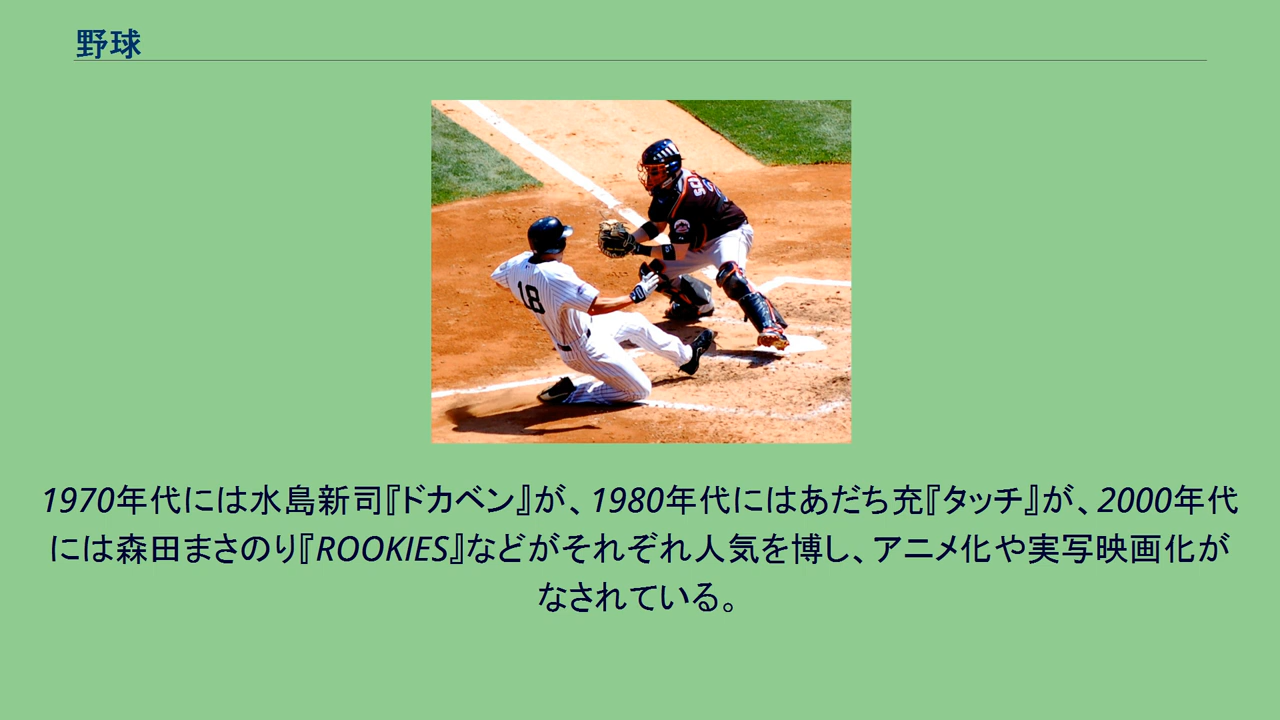 野球
18
1970年代には水島新司『ドカベン』が、1980年代にはあだち充『タッチ』が、2000年代
には森田まさのり『ROOKIES』などがそれぞれ人気を博し、アニメ化や実写映画化が
なされている。